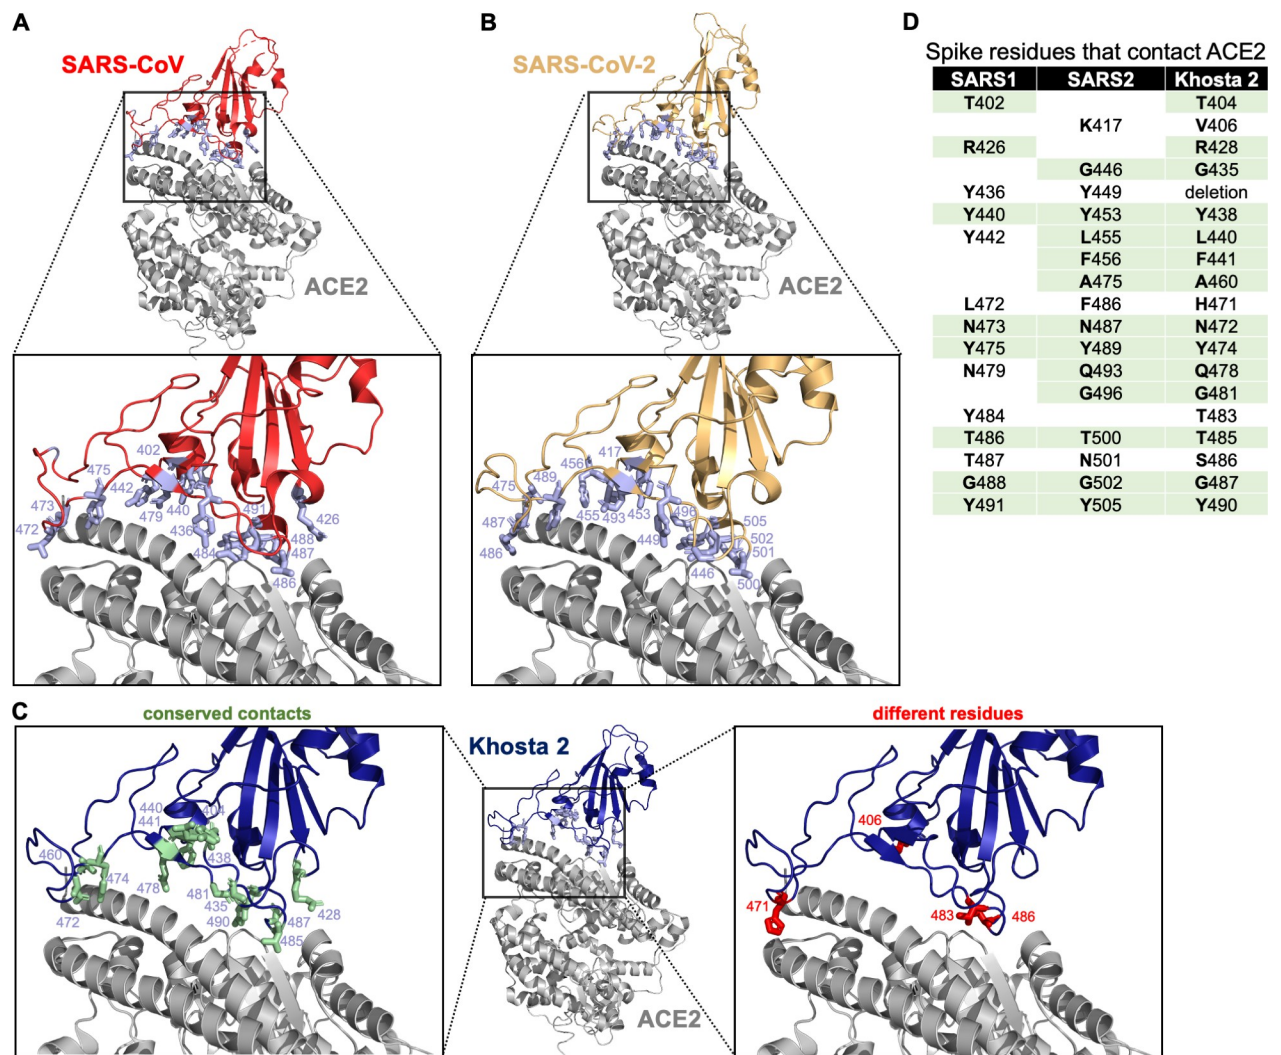 A
SARS-CoV
ACE2
472
473
475
442
402
479
440
436
484
491
426
488
487
486
B
SARS-CoV-2
ACE2
475
487
486
489
456
417
455
493
453
449
496
446
505
502
501
500
D
Spike residues that contact ACE2
SARS1 SARS2 Khosta 2
T402 T404
K417 V406
R426 R428
G446 G435
Y436 Y449 deletion
Y440 Y453 Y438
Y442 L455 L440
F456 F441
A475 A460
L472 F486 H471
N473 N487 N472
Y475 Y489 Y474
N479 Q493 Q478
G496 G481
Y484 T483
T486 T500 T485
T487 N501 S486
G488 G502 G487
Y491 Y505 Y490
C
conserved contacts
440
404
441
438
460
474
472
478
481
435
490
487
485
428
Khosta 2
ACE2
different residues
406
471
483
486